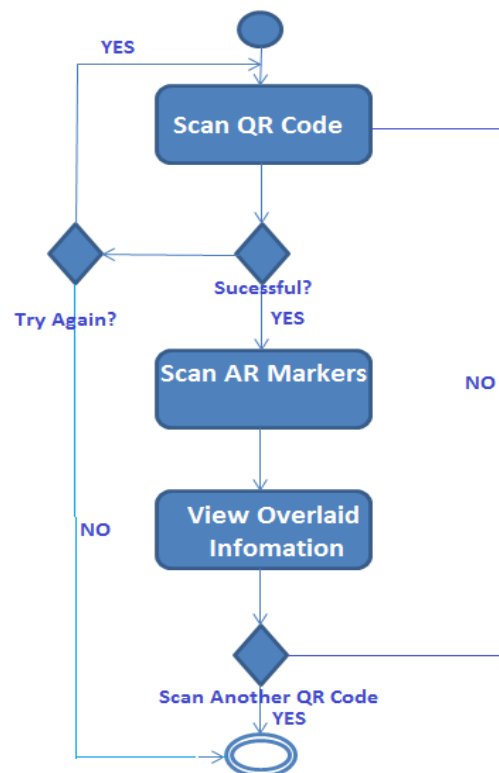 YES
Scan QR Code
Sucessful?
Try Again?
YES
Scan AR Markers
NO
View Overlaid
Infomation
NO
Scan Another QR Code
YES